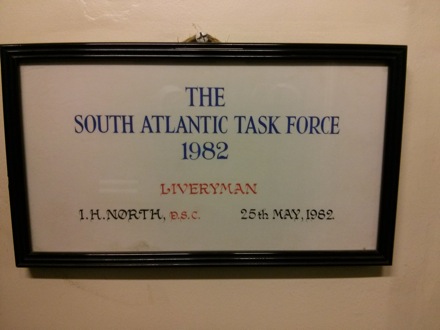 THE
SOUTH ATLANTIC TASK FORCE
1982
LIVERYMAN
I.H.NORTH, D.S.C. 25th MAY, 1982.